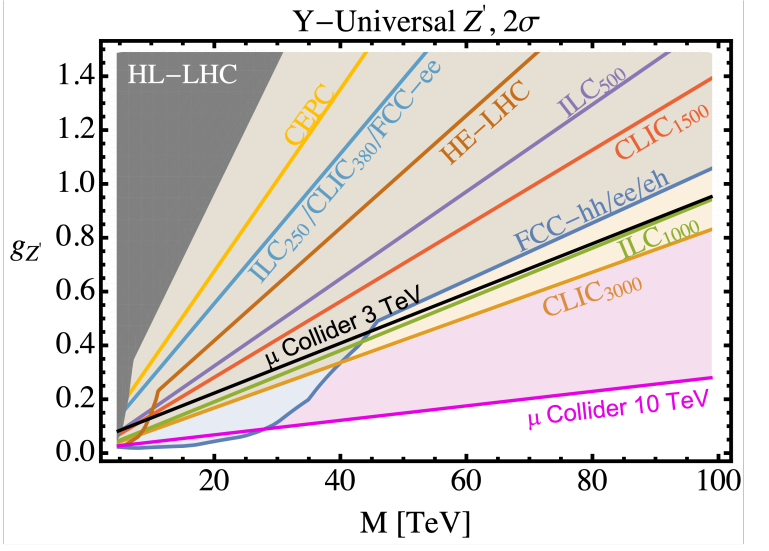 Y-Universal Z', 2σ
HL-LHC
CEPC
ILC250/CLIC380/FCC-ee
HE-LHC
ILC500
CLIC1500
FCC-hh/ee/eh
ILC1000
CLIC3000
μ Collider 3 TeV
μ Collider 10 TeV
gZ'
1.4
1.2
1.0
0.8
0.6
0.4
0.2
0.0
20 40 60 80 100
M [TeV]